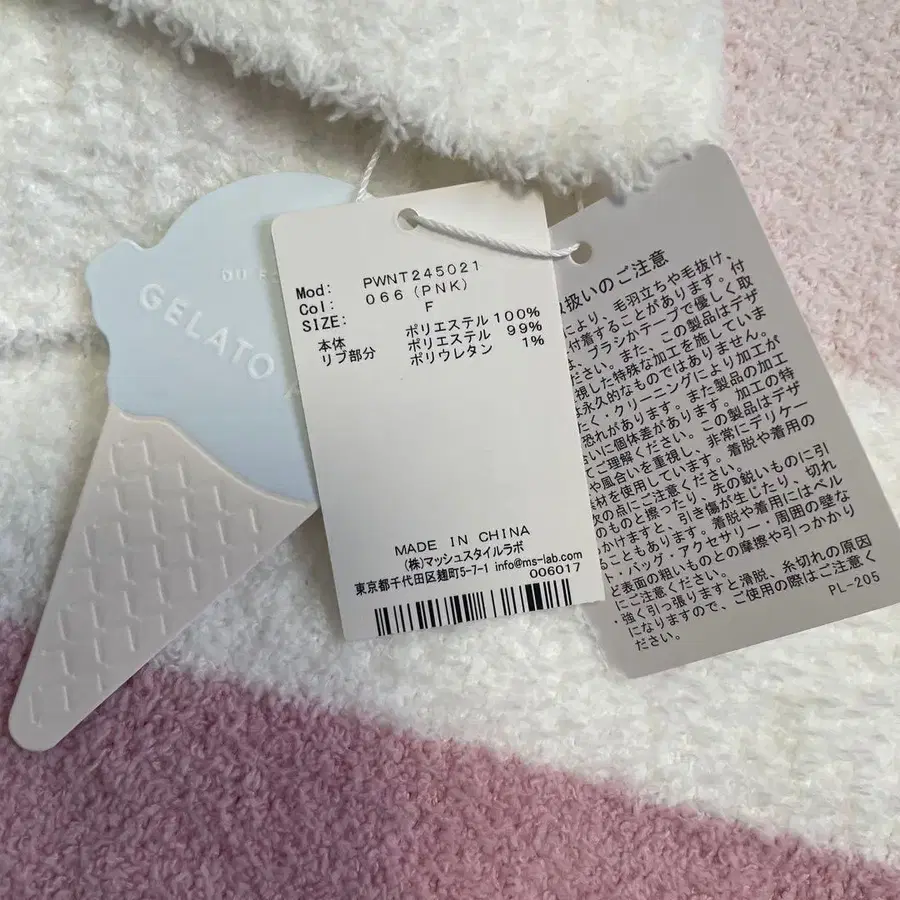 GELATO
Mod: PWNT245021
Col: 066 (PNK)
SIZE: F
本体 ポリエステル 100%
リブ部分 ポリエステル 99%
ポリウレタン 1%
MADE IN CHINA
(株)マッシュスタイルラボ
東京都千代田区麹町5-7-1 info@ms-lab.com
006017
扱いのご注意
により、毛羽立ちや毛抜け、
付着することがあります。付
、ブラシかテープで優しく取
ださい。また、この製品はデザ
視した特殊な加工を施していま
永久的なものではありません。
たく・クリーニングにより加工が
恐れがあります。また製品の加工
いに個体差があります。加工の特
ご理解ください。この製品はデザ
や風合いを重視し、非常にデリケー
素材を使用しています。着脱や着用の
次の点にご注意ください。
のものと擦ったり、先の鋭いものに引
かけますと、引き傷が生じたり、切れ
ることもあります。着脱や着用にはベル
ト・バッグ・アクセサリー・周囲の壁な
ど表面の粗いものとの摩擦や引っかかり
にご注意ください。
・強く引っ張りますと滑脱、糸切れの原因
になりますので、ご使用の際はご注意く
ださい。
PL-205